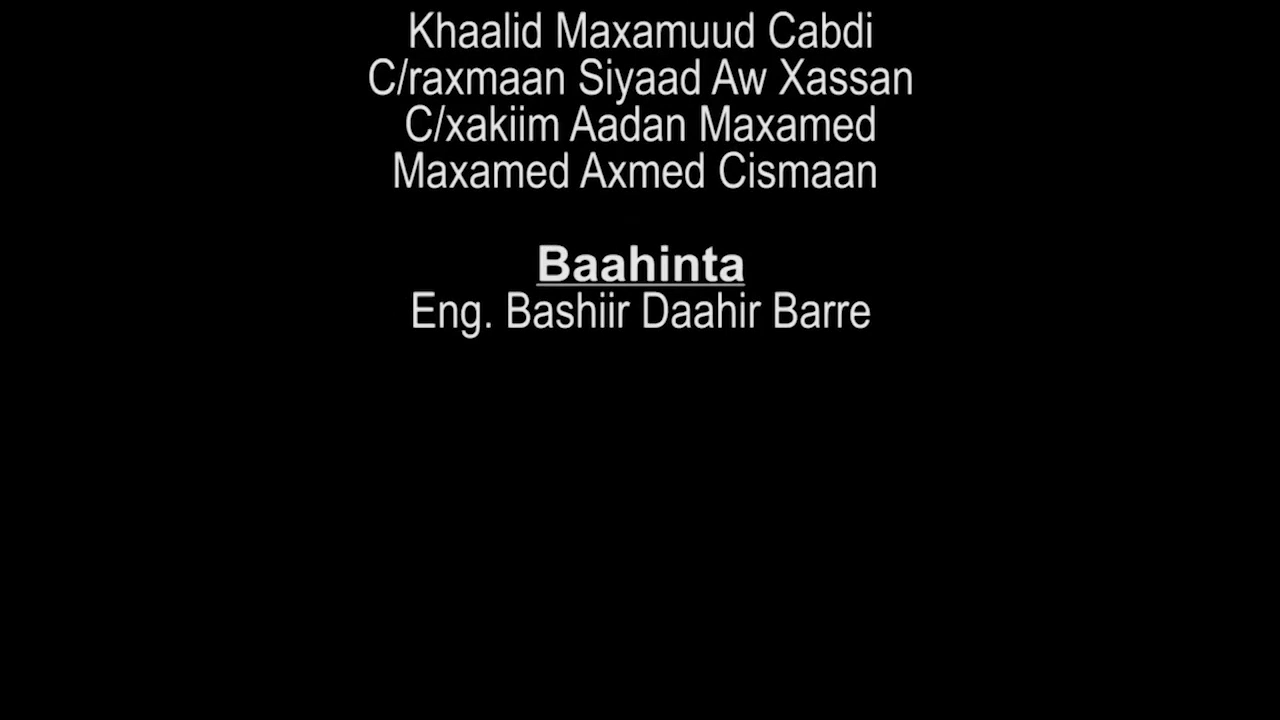 Khaalid Maxamuud Cabdi
C/raxmaan Siyaad Aw Xassan
C/xakiim Aadan Maxamed
Maxamed Axmed Cismaan
Baahinta
Eng. Bashiir Daahir Barre